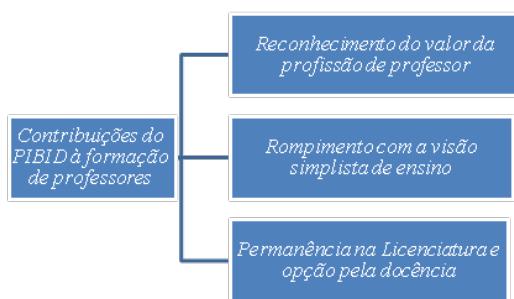 Contribuições do
PIBID à formação
de professores
Reconhecimento do valor da
profissão de professor
Rompimento com a visão
simplista de ensino
Permanência na Licenciatura e
opção pela docência